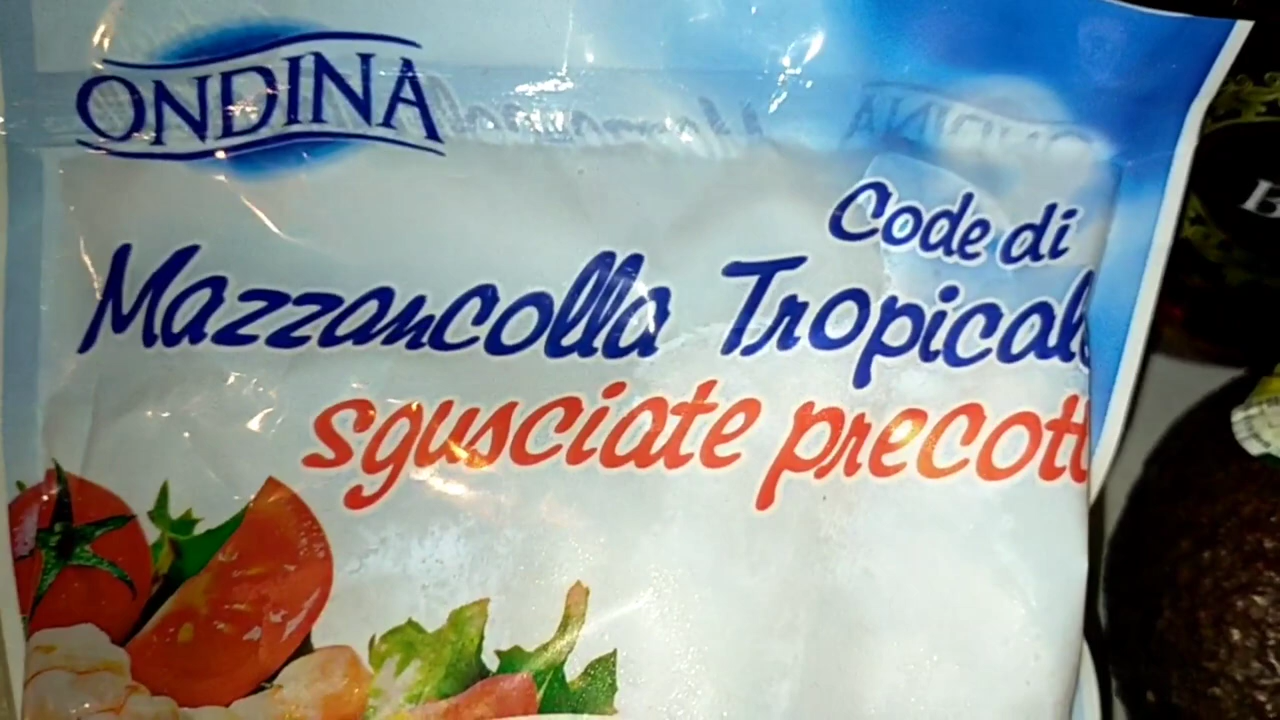 ONDINA
Code di
Mazzancolla Tropical
sgusciate precott
B